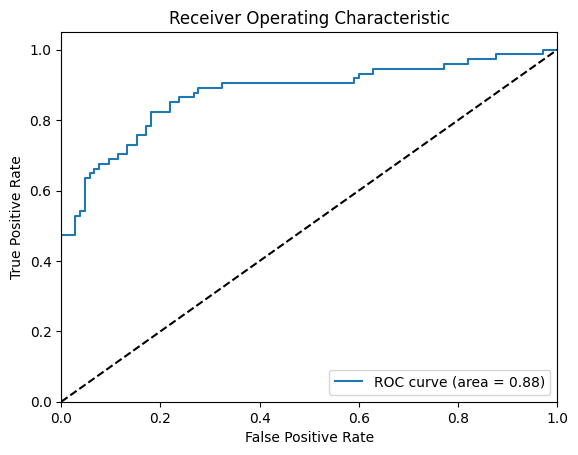 Receiver Operating Characteristic
True Positive Rate
1.0
0.8
0.6
0.4
0.2
0.0
ROC curve (area = 0.88)
0.0 0.2 0.4 0.6 0.8 1.0
False Positive Rate